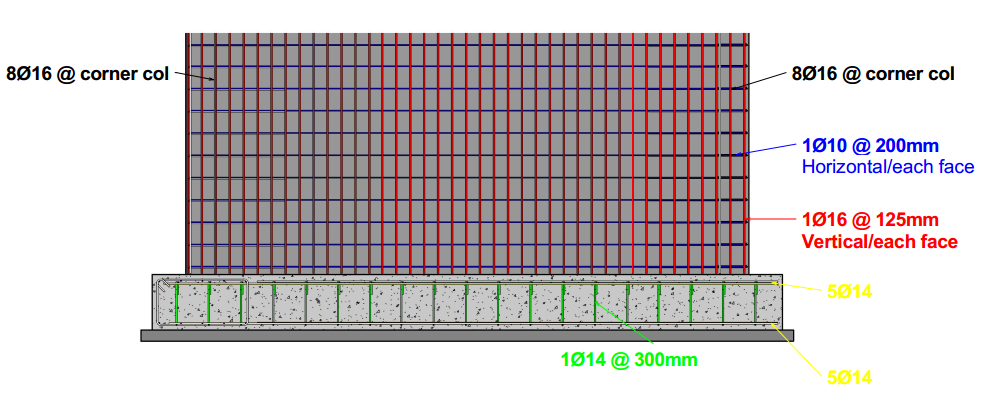 8Ø16 @ corner col
8Ø16 @ corner col
1Ø10 @ 200mm
Horizontal/each face
1Ø16 @ 125mm
Vertical/each face
5Ø14
1Ø14 @ 300mm
5Ø14